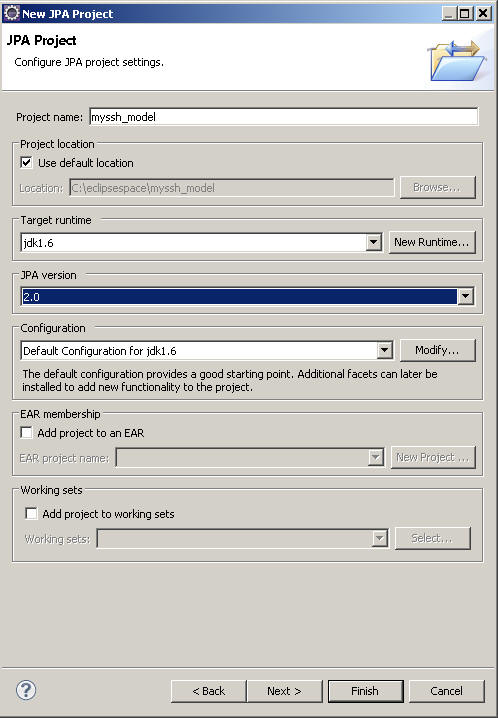 New JPA Project
JPA Project
Configure JPA project settings.
Project name: myssh_model
Project location
Use default location
Location: C:\eclipsespace\myssh_model Browse...
Target runtime
jdk1.6 New Runtime...
JPA version
2.0
Configuration
Default Configuration for jdk1.6 Modify...
The default configuration provides a good starting point. Additional facets can later be
installed to add new functionality to the project.
EAR membership
Add project to an EAR
EAR project name: New Project ...
Working sets
Add project to working sets
Working sets: Select...
? < Back Next > Finish Cancel